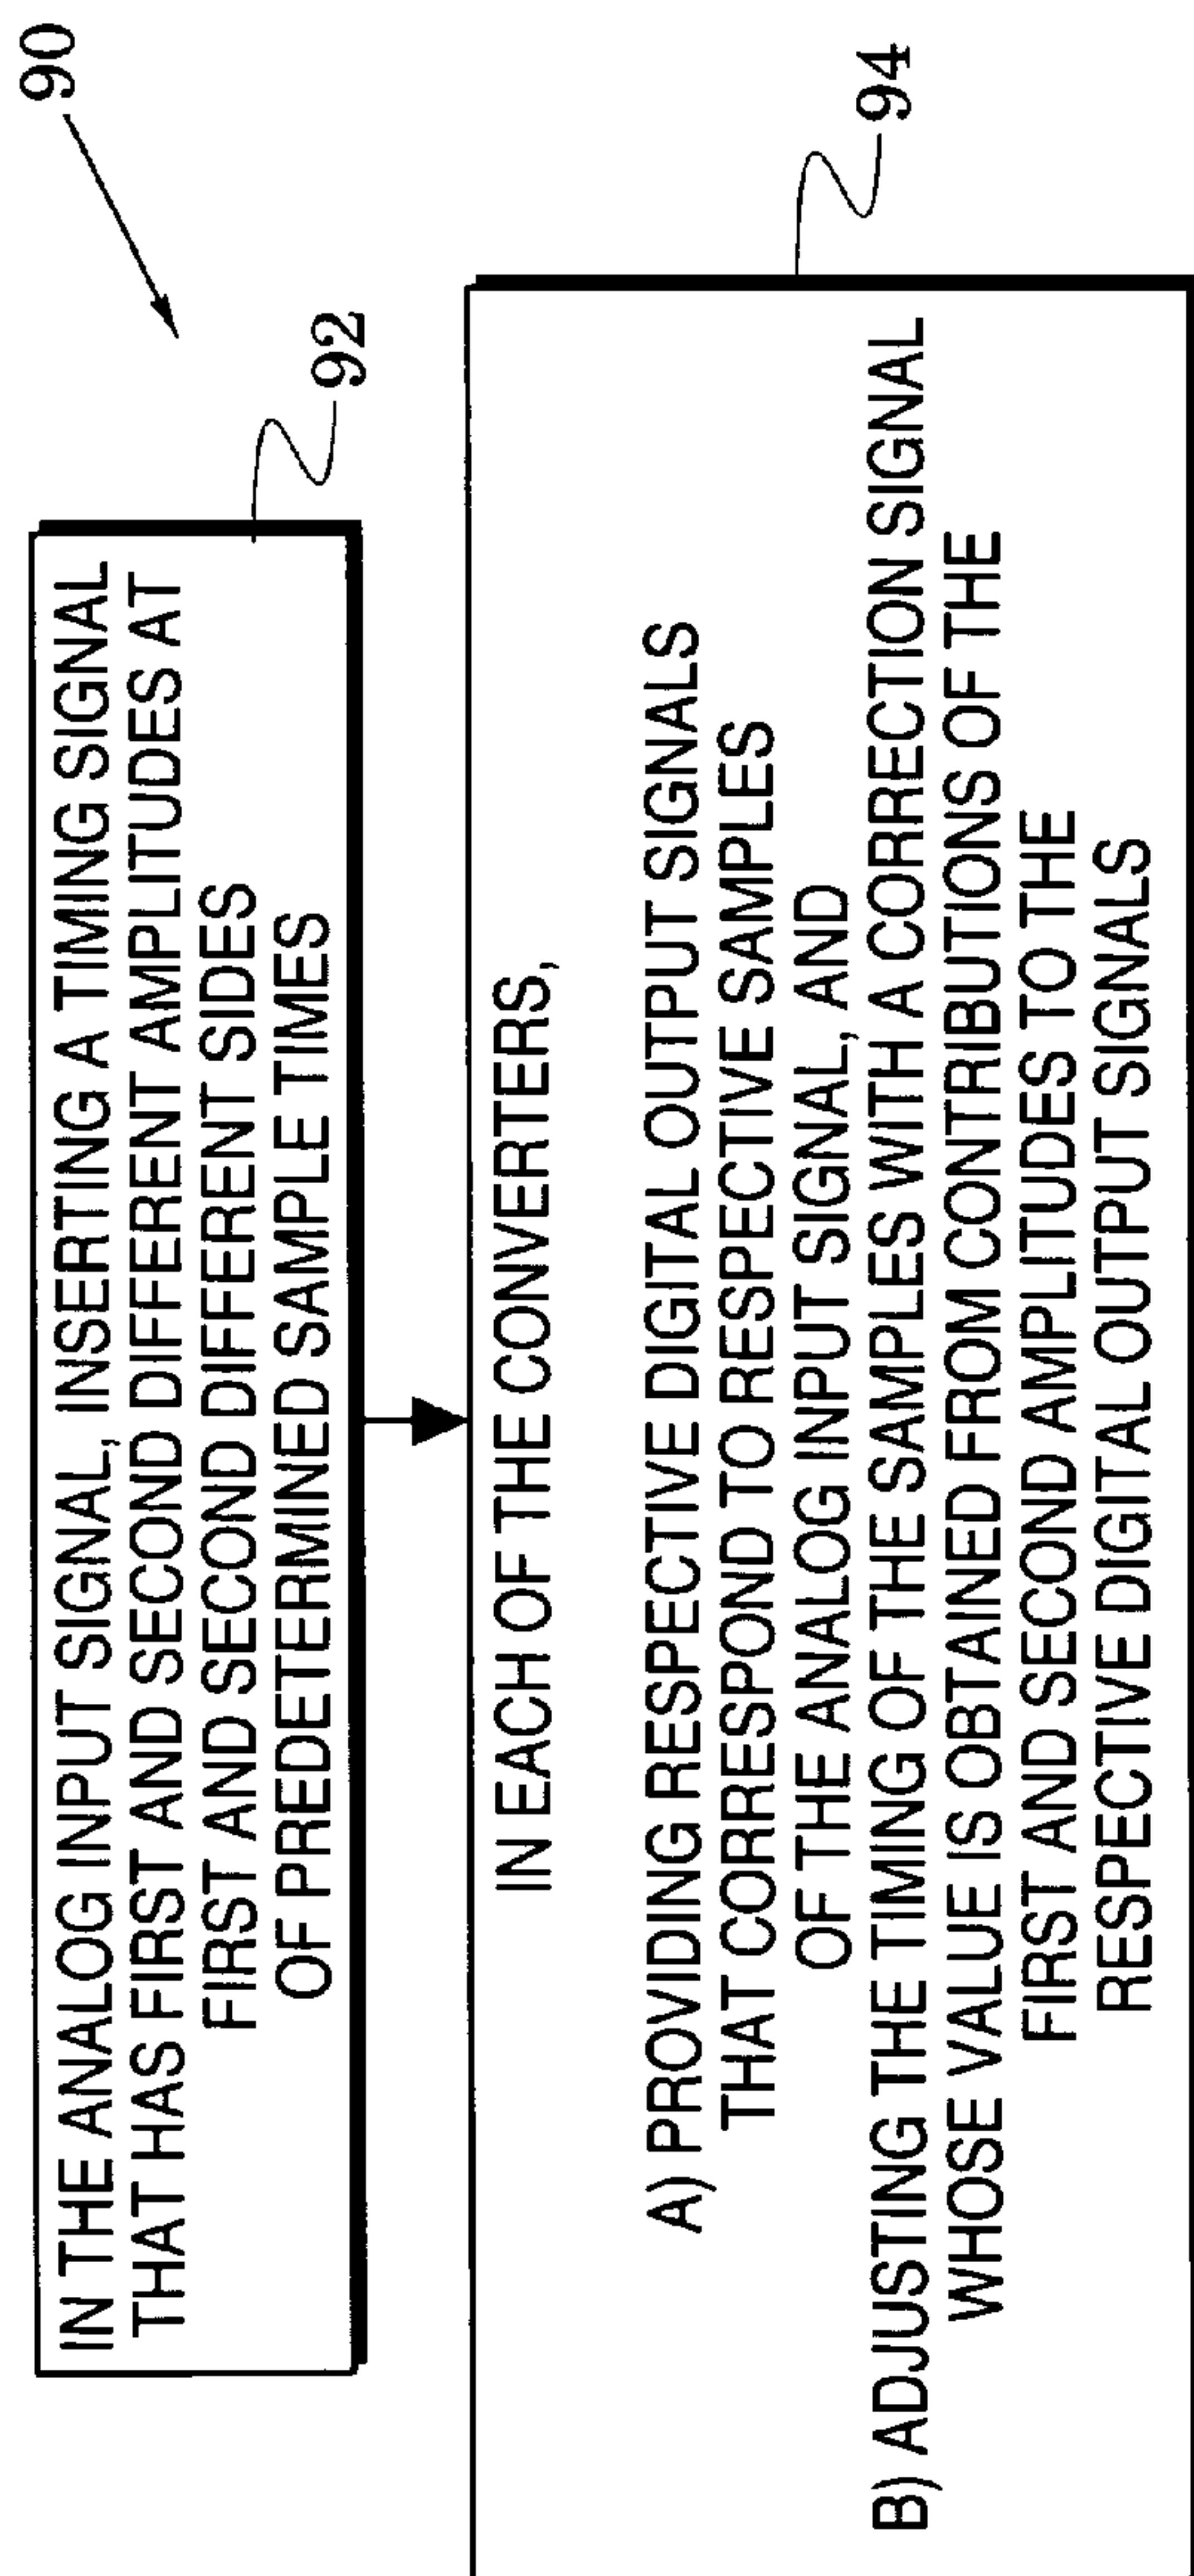 90
IN THE ANALOG INPUT SIGNAL, INSERTING A TIMING SIGNAL
THAT HAS FIRST AND SECOND DIFFERENT AMPLITUDES AT
FIRST AND SECOND DIFFERENT SIDES
OF PREDETERMINED SAMPLE TIMES
92
IN EACH OF THE CONVERTERS,
A) PROVIDING RESPECTIVE DIGITAL OUTPUT SIGNALS
THAT CORRESPOND TO RESPECTIVE SAMPLES
OF THE ANALOG INPUT SIGNAL, AND
B) ADJUSTING THE TIMING OF THE SAMPLES WITH A CORRECTION SIGNAL
WHOSE VALUE IS OBTAINED FROM CONTRIBUTIONS OF THE
FIRST AND SECOND AMPLITUDES TO THE
RESPECTIVE DIGITAL OUTPUT SIGNALS
94